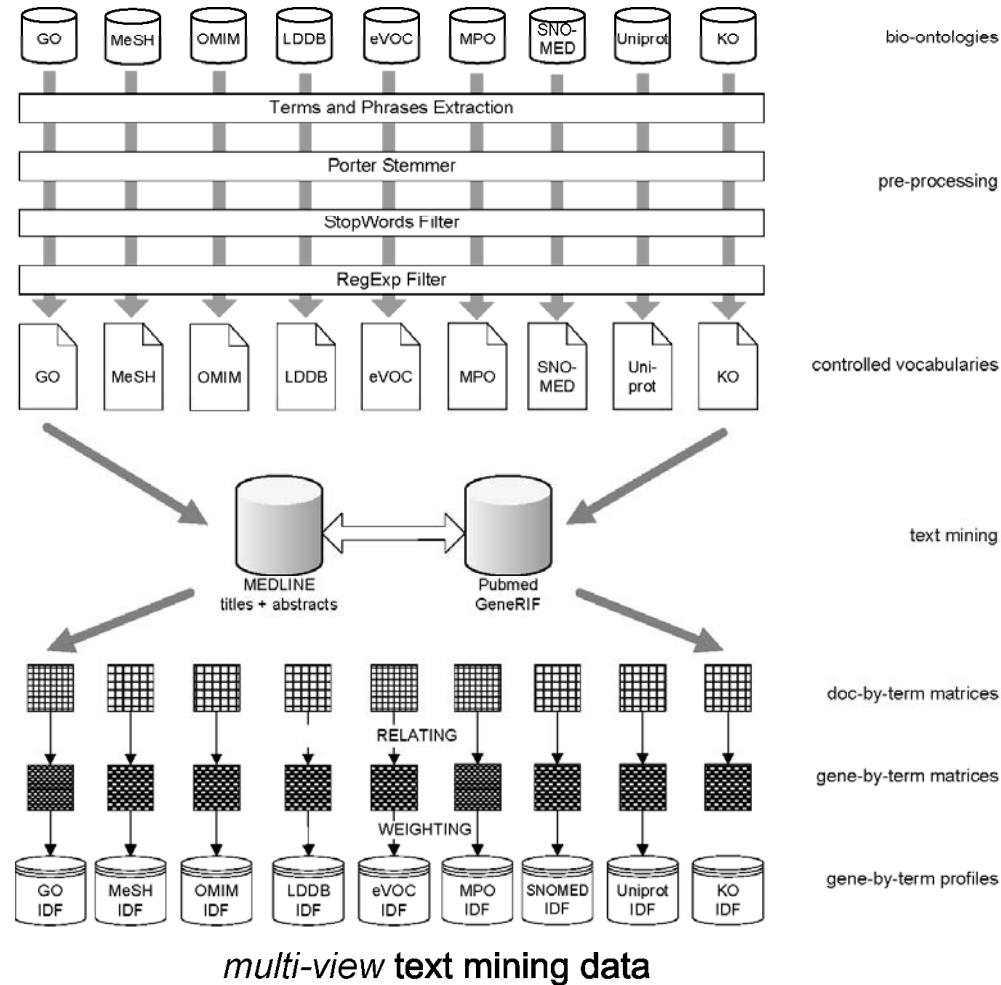 GO MeSH OMIM LDDB eVOC MPO SNO- Uniprot KO bio-ontologies
MED
Terms and Phrases Extraction
Porter Stemmer
pre-processing
StopWords Filter
RegExp Filter
GO MeSH OMIM LDDB eVOC MPO SNO- Uni- KO controlled vocabularies
MED prot
text mining
MEDLINE Pubmed
titles + abstracts GeneRIF
doc-by-term matrices
RELATING
gene-by-term matrices
WEIGHTING
GO MeSH OMIM LDDB eVOC MPO SNOMED Uniprot KO gene-by-term profiles
IDF IDF IDF IDF IDF IDF IDF IDF IDF
multi-view text mining data